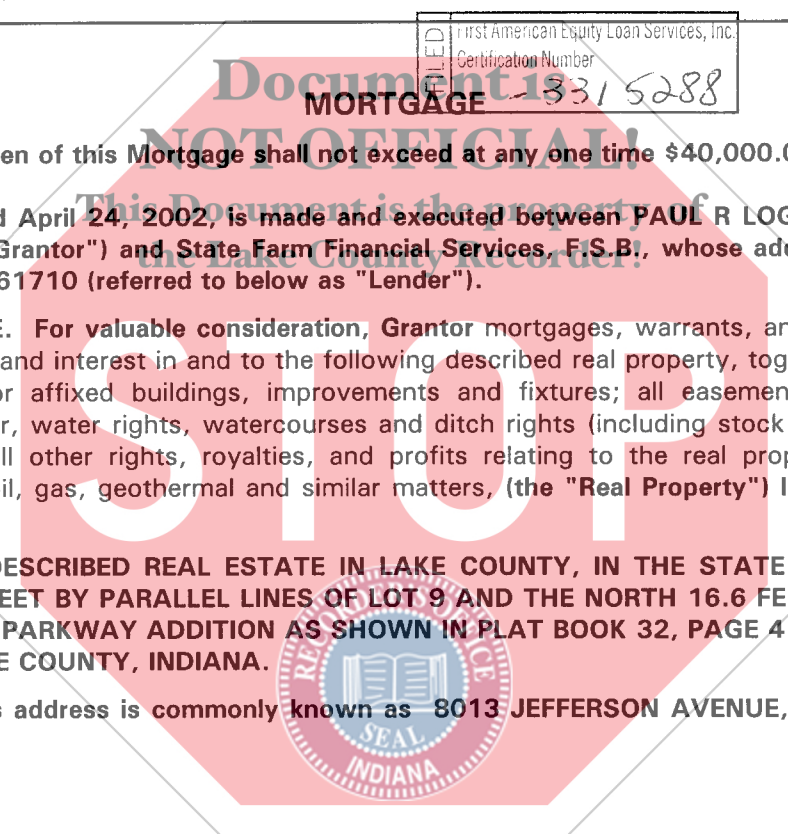 First American Equity Loan Services, Inc.
FILED
Certification Number
-3315288
Document is
MORTGAGE
NOT OFFICIAL!
en of this Mortgage shall not exceed at any one time $40,000.0
This Document is the property of
d April 24, 2002, is made and executed between PAUL R LOG
the Lake County Recorder!
Grantor") and State Farm Financial Services, F.S.B., whose add
61710 (referred to below as "Lender").
E. For valuable consideration, Grantor mortgages, warrants, an
and interest in and to the following described real property, tog
or affixed buildings, improvements and fixtures; all easemen
r, water rights, watercourses and ditch rights (including stock
ll other rights, royalties, and profits relating to the real prop
il, gas, geothermal and similar matters, (the "Real Property") l
STOP
DESCRIBED REAL ESTATE IN LAKE COUNTY, IN THE STATE
EET BY PARALLEL LINES OF LOT 9 AND THE NORTH 16.6 FE
PARKWAY ADDITION AS SHOWN IN PLAT BOOK 32, PAGE 4
E COUNTY, INDIANA.
s address is commonly known as 8013 JEFFERSON AVENUE,
RECORDER'S OFFICE
SEAL
INDIANA